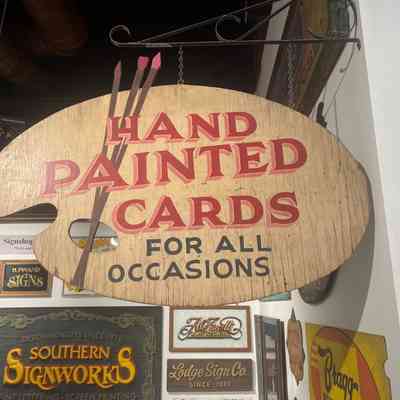 HAND
PAINTED
CARDS
FOR ALL
OCCASIONS
SIGNS
SOUTHERN
SIGNWORKS
Lodge Sign Co.